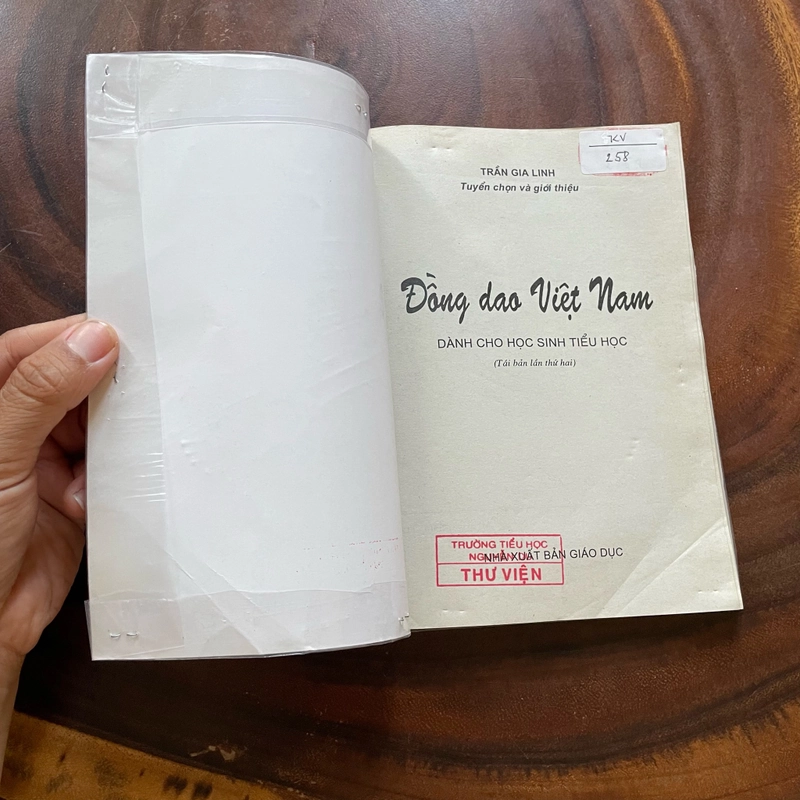 KV
258
TRẦN GIA LINH
Tuyển chọn và giới thiệu
Đồng dao Việt Nam
DÀNH CHO HỌC SINH TIỂU HỌC
(Tái bản lần thứ hai)
TRƯỜNG TIỂU HỌC
NHÀ XUẤT BẢN GIÁO DỤC
THƯ VIỆN